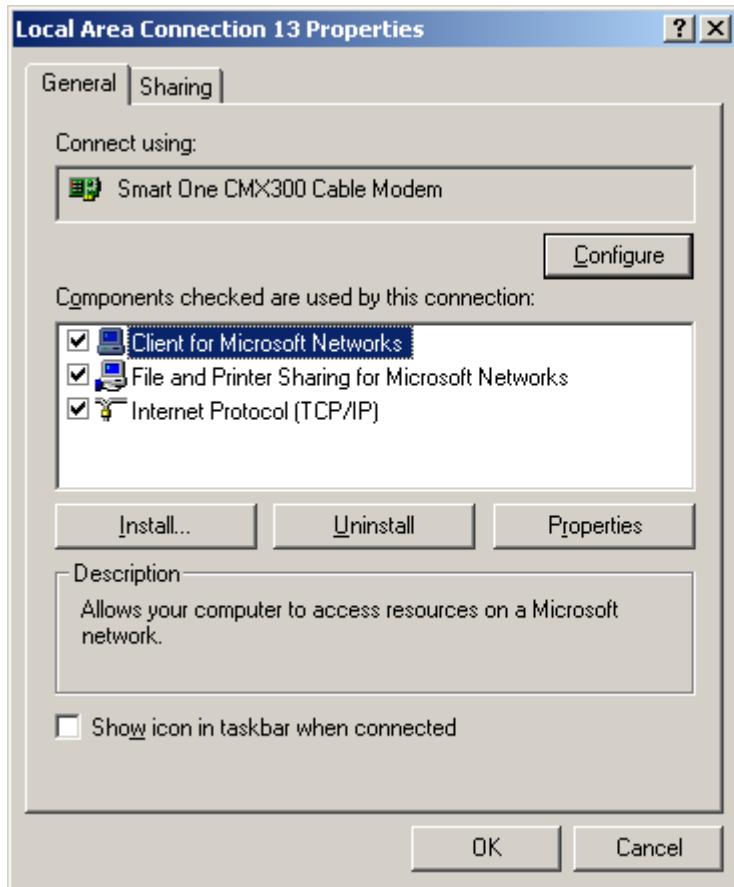 Local Area Connection 13 Properties
General Sharing
Connect using:
Smart One CMX300 Cable Modem
Configure
Components checked are used by this connection:
Client for Microsoft Networks
File and Printer Sharing for Microsoft Networks
Internet Protocol (TCP/IP)
Install... Uninstall Properties
Description
Allows your computer to access resources on a Microsoft
network.
Show icon in taskbar when connected
OK Cancel